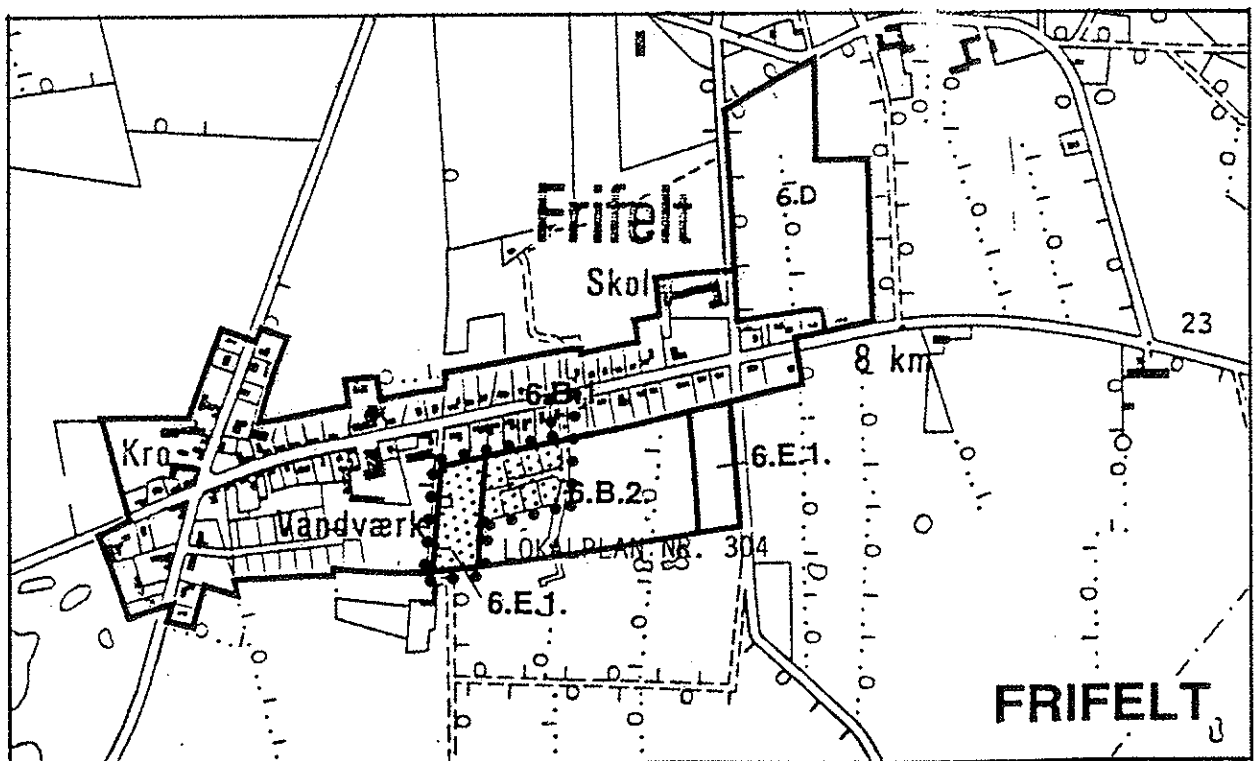 6.D
Frifelt
Skol
23
8 km
6.B.1
Kro
6.E.1.
6.B.2.
Vandværk
LOKALPLAN NR. 304
6.E.1.
FRIFELT